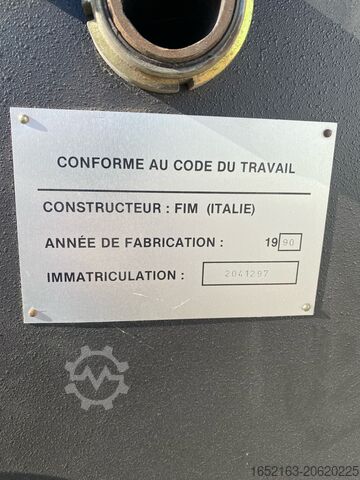 CONFORME AU CODE DU TRAVAIL
CONSTRUCTEUR : FIM (ITALIE)
ANNÉE DE FABRICATION : 1990
IMMATRICULATION : 2041297
1652163-20620225